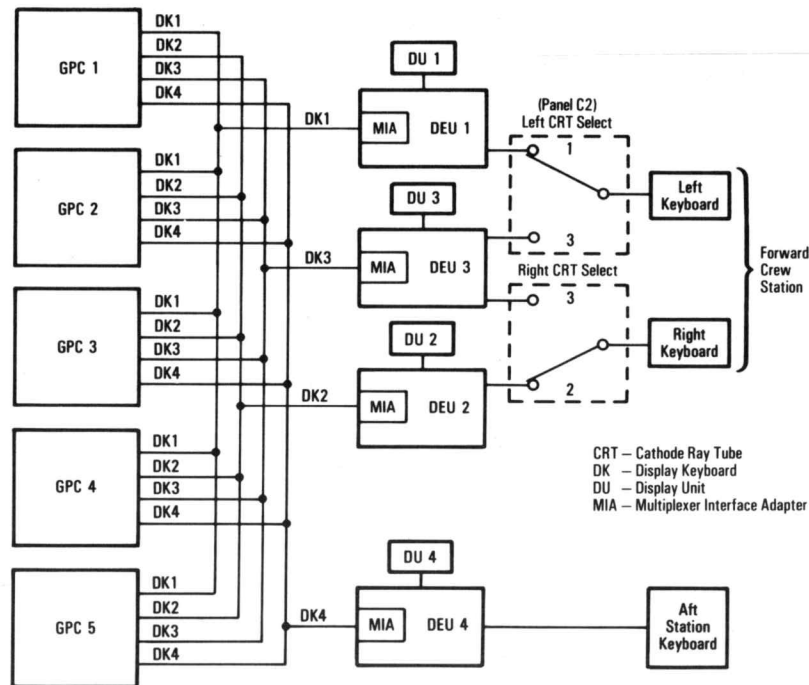 GPC 1
DK1
DK2
DK3
DK4
GPC 2
DK1
DK2
DK3
DK4
GPC 3
DK1
DK2
DK3
DK4
GPC 4
DK1
DK2
DK3
DK4
GPC 5
DK1
DK2
DK3
DK4
DU 1
DK1
MIA
DEU 1
DU 3
DK3
MIA
DEU 3
DU 2
DK2
MIA
DEU 2
DU 4
DK4
MIA
DEU 4
(Panel C2)
Left CRT Select
1
3
Right CRT Select
3
2
Left
Keyboard
Right
Keyboard
Forward
Crew
Station
CRT – Cathode Ray Tube
DK – Display Keyboard
DU – Display Unit
MIA – Multiplexer Interface Adapter
Aft
Station
Keyboard